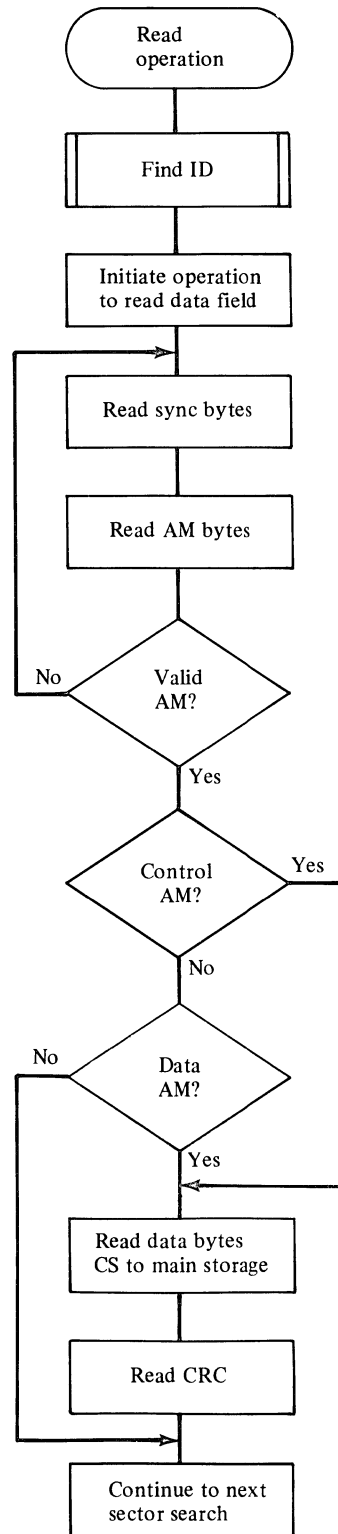 Read
operation
Find ID
Initiate operation
to read data field
Read sync bytes
Read AM bytes
No
Valid
AM?
Yes
Control
AM?
Yes
No
No
Data
AM?
Yes
Read data bytes
CS to main storage
Read CRC
Continue to next
sector search